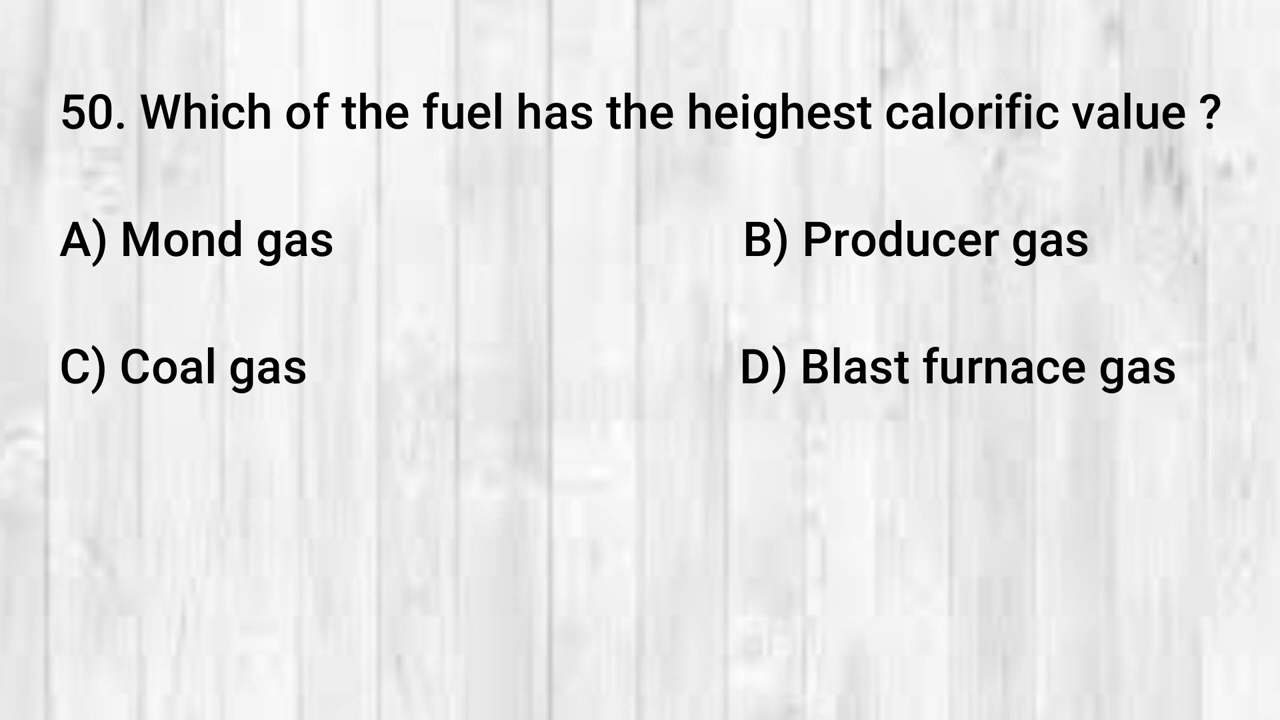 50. Which of the fuel has the heighest calorific value ?
A) Mond gas B) Producer gas
C) Coal gas D) Blast furnace gas